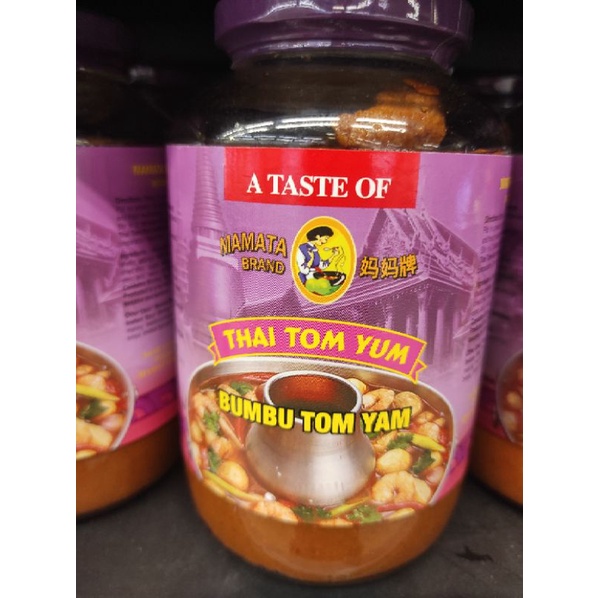 A TASTE OF
MAMATA
BRAND
妈妈牌
THAI TOM YUM
BUMBU TOM YAM